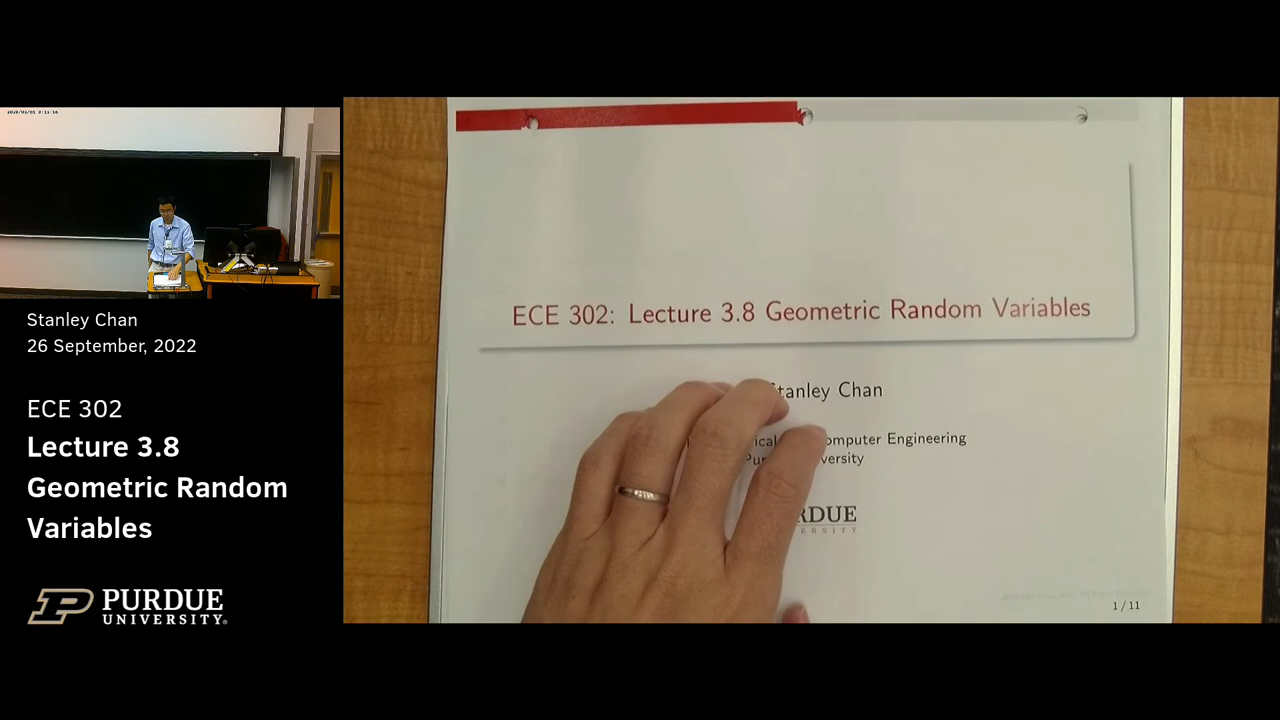 Stanley Chan
26 September, 2022
ECE 302
Lecture 3.8
Geometric Random
Variables
PURDUE
UNIVERSITY.
ECE 302: Lecture 3.8 Geometric Random Variables
Stanley Chan
Computer Engineering
1 / 11